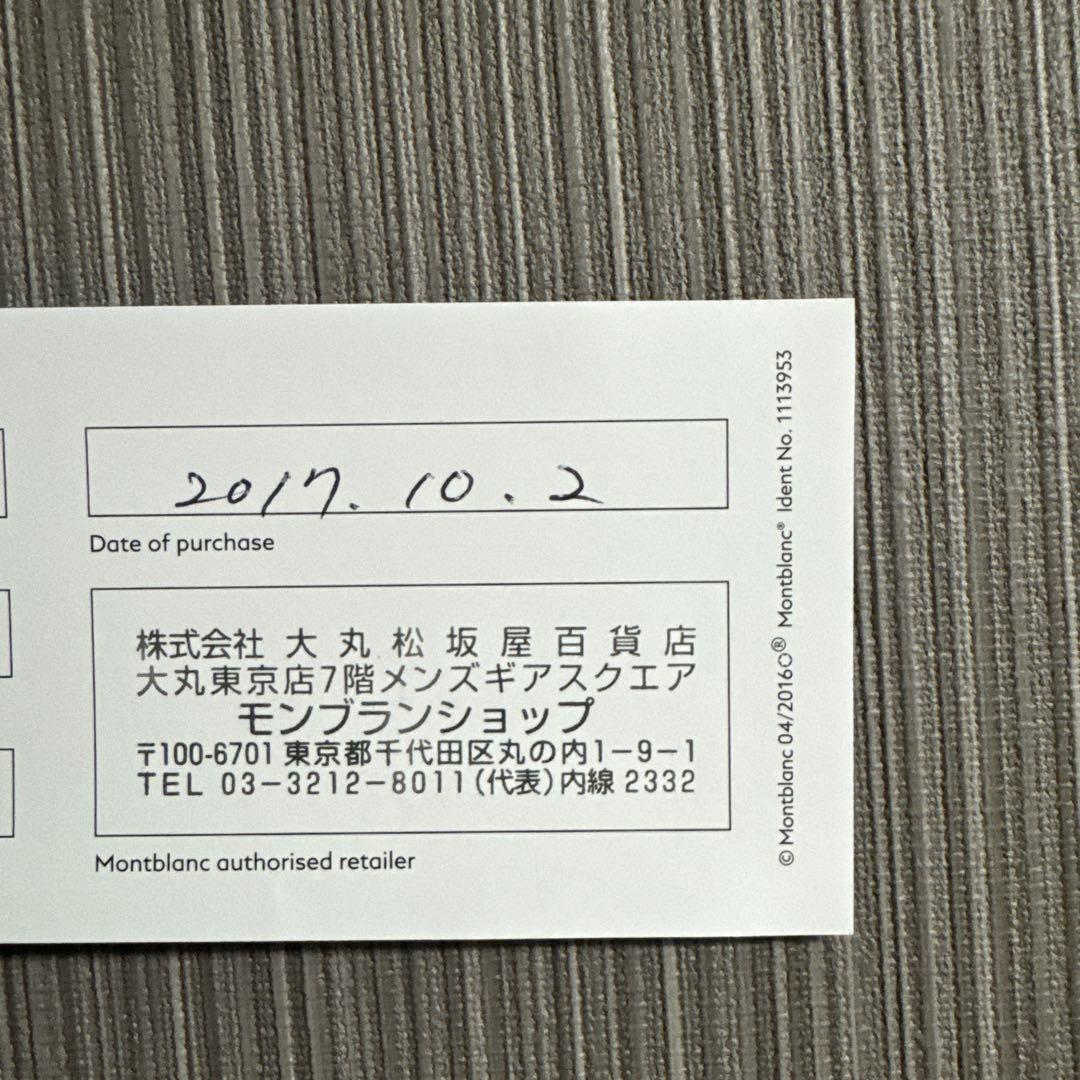 2017.10.2
Date of purchase
株式会社 大丸松坂屋百貨店
大丸東京店7階メンズギアスクエア
モンブランショップ
〒100-6701 東京都千代田区丸の内1-9-1
TEL 03-3212-8011(代表)内線 2332
Montblanc authorised retailer
© Montblanc 04/2016○® Montblanc® Ident No. 1113953